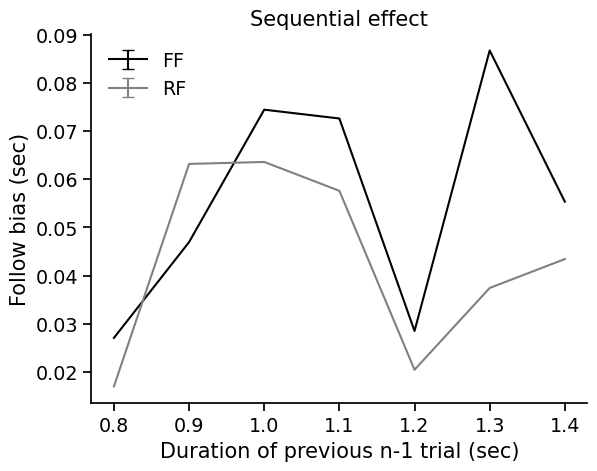 Sequential effect
FF
RF
Follow bias (sec)
0.09
0.08
0.07
0.06
0.05
0.04
0.03
0.02
0.8 0.9 1.0 1.1 1.2 1.3 1.4
Duration of previous n-1 trial (sec)